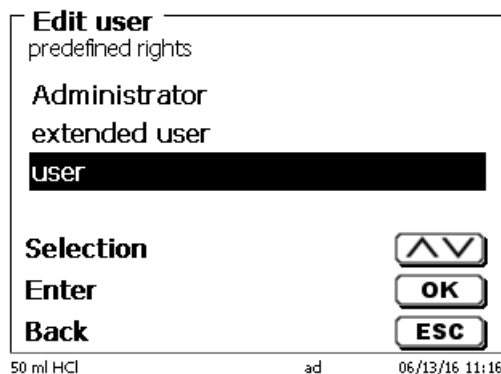 Edit user
predefined rights
Administrator
extended user
user
Selection
Enter OK
Back ESC
50 ml HCl ad 06/13/16 11:16